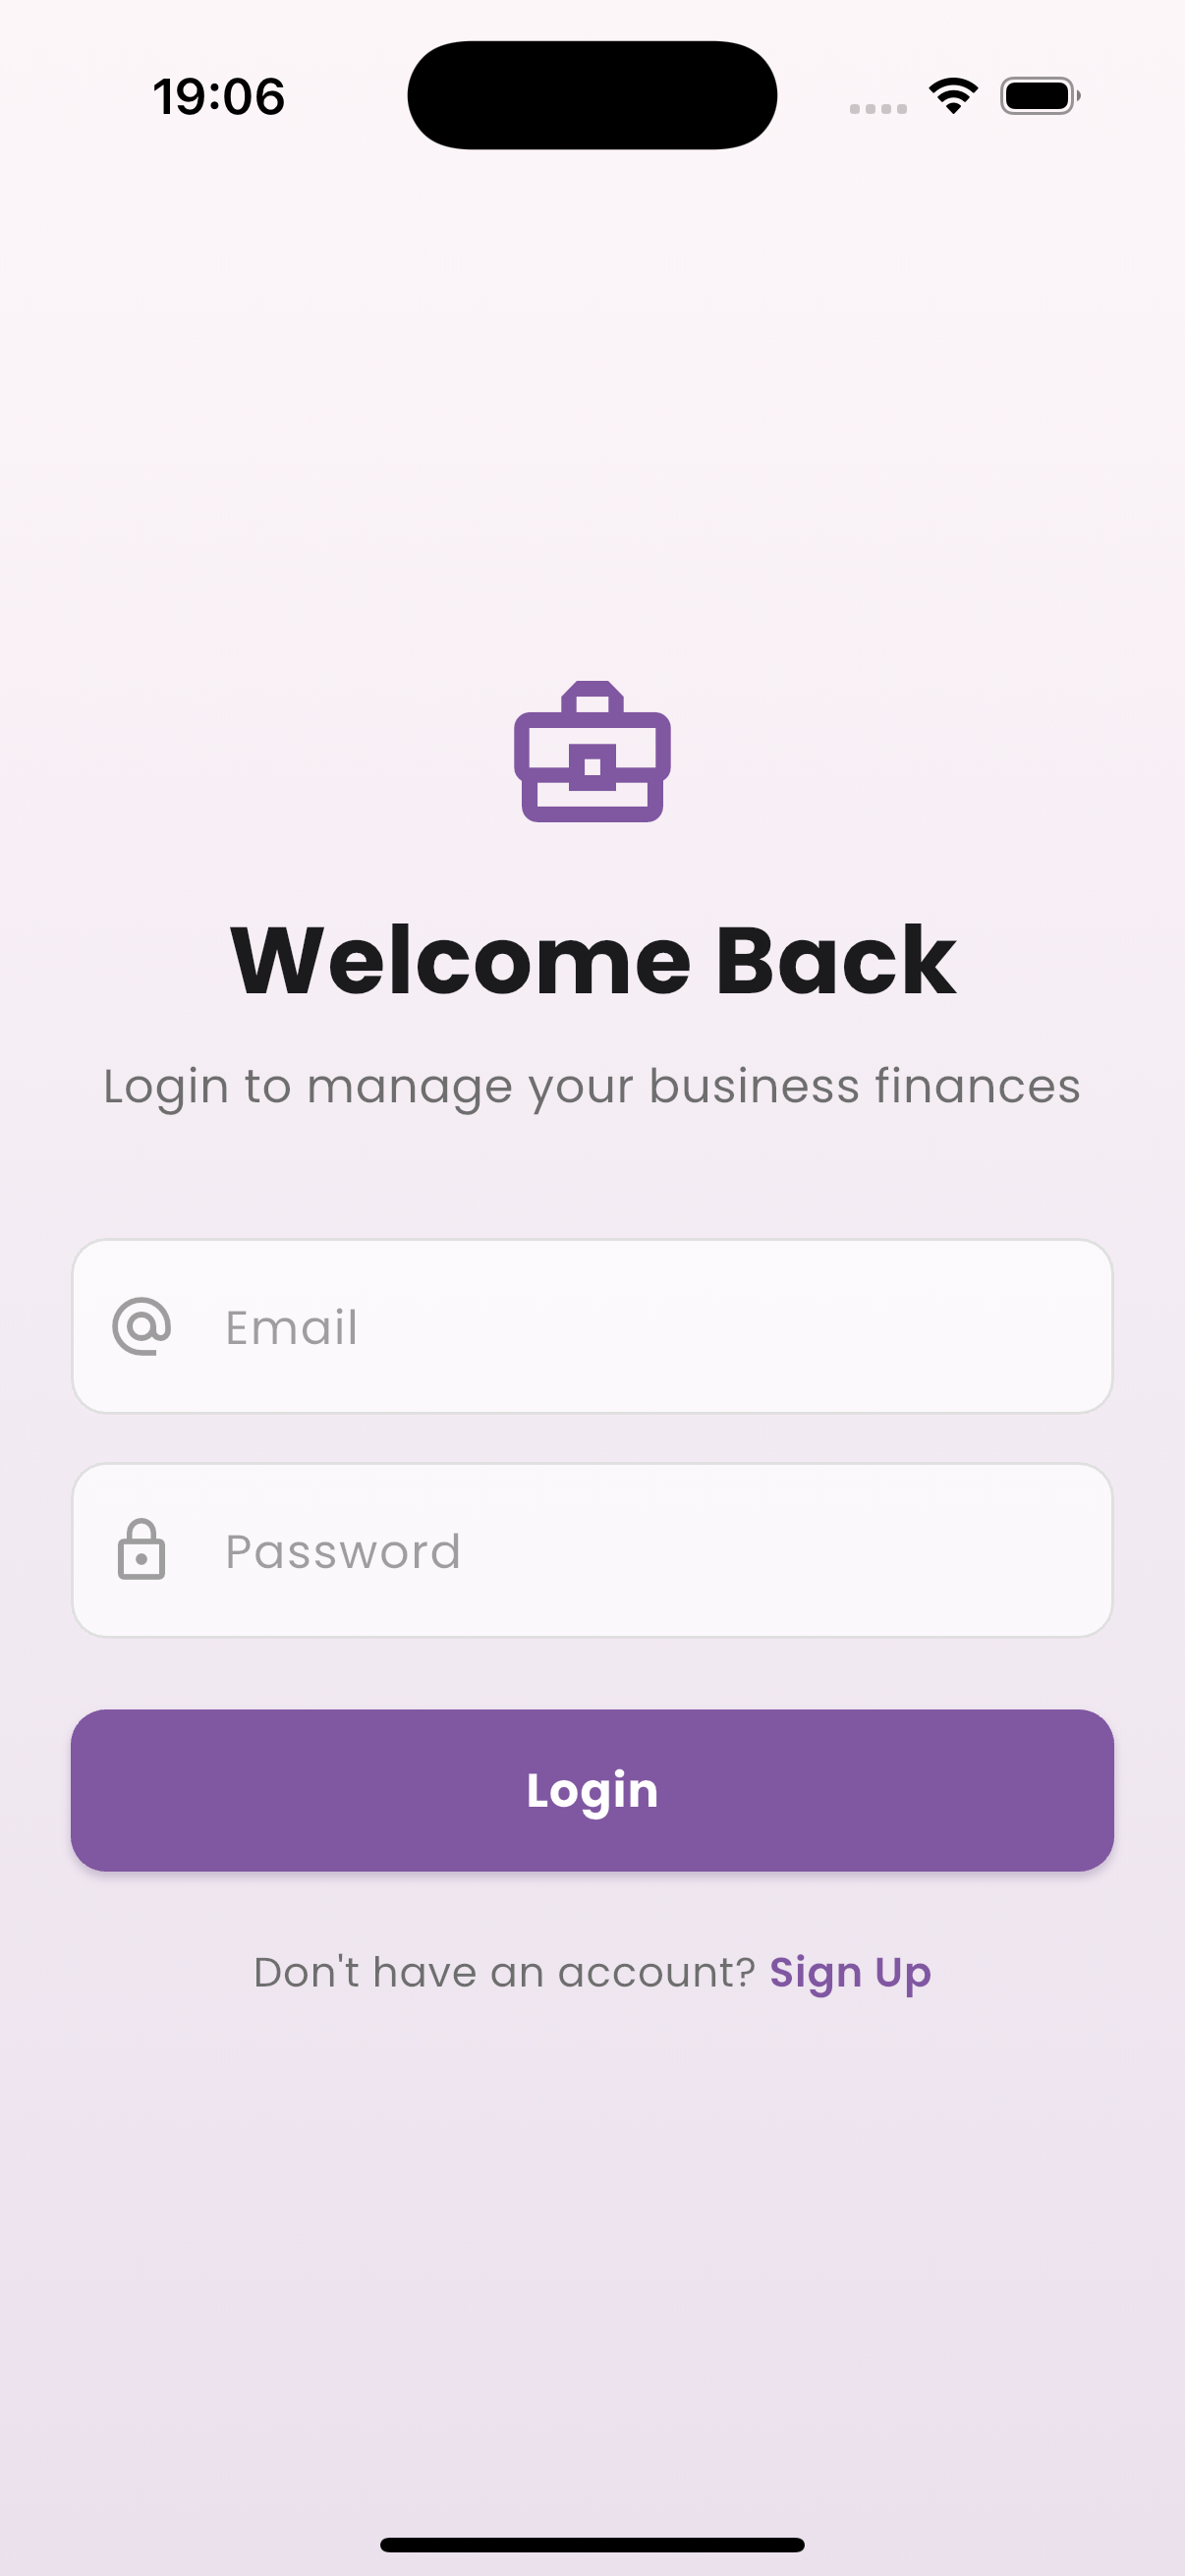 19:06
Welcome Back
Login to manage your business finances
Email
Password
Login
Don't have an account? Sign Up